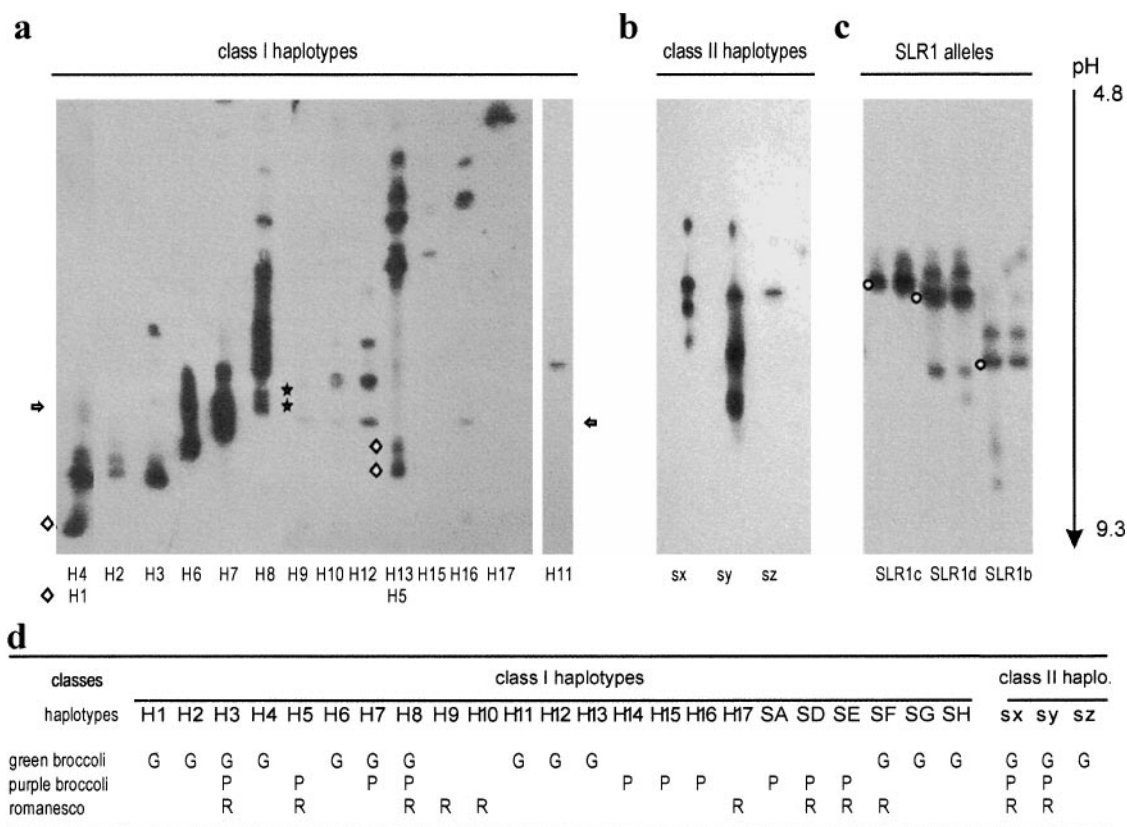 a
class I haplotypes
b
class II haplotypes
c
SLR1 alleles
pH
4.8
9.3
H4 H2 H3 H6 H7 H8 H9 H10 H12 H13 H15 H16 H17 H11
H1 H5
sx sy sz
SLR1c SLR1d SLR1b
d
classes class I haplotypes class II haplo.
haplotypes H1 H2 H3 H4 H5 H6 H7 H8 H9 H10 H11 H12 H13 H14 H15 H16 H17 SA SD SE SF SG SH sx sy sz
green broccoli G G G G G G G G G G G G G G G G
purple broccoli P P P P P P P P P P P P
romanesco R R R R R R R R R R R